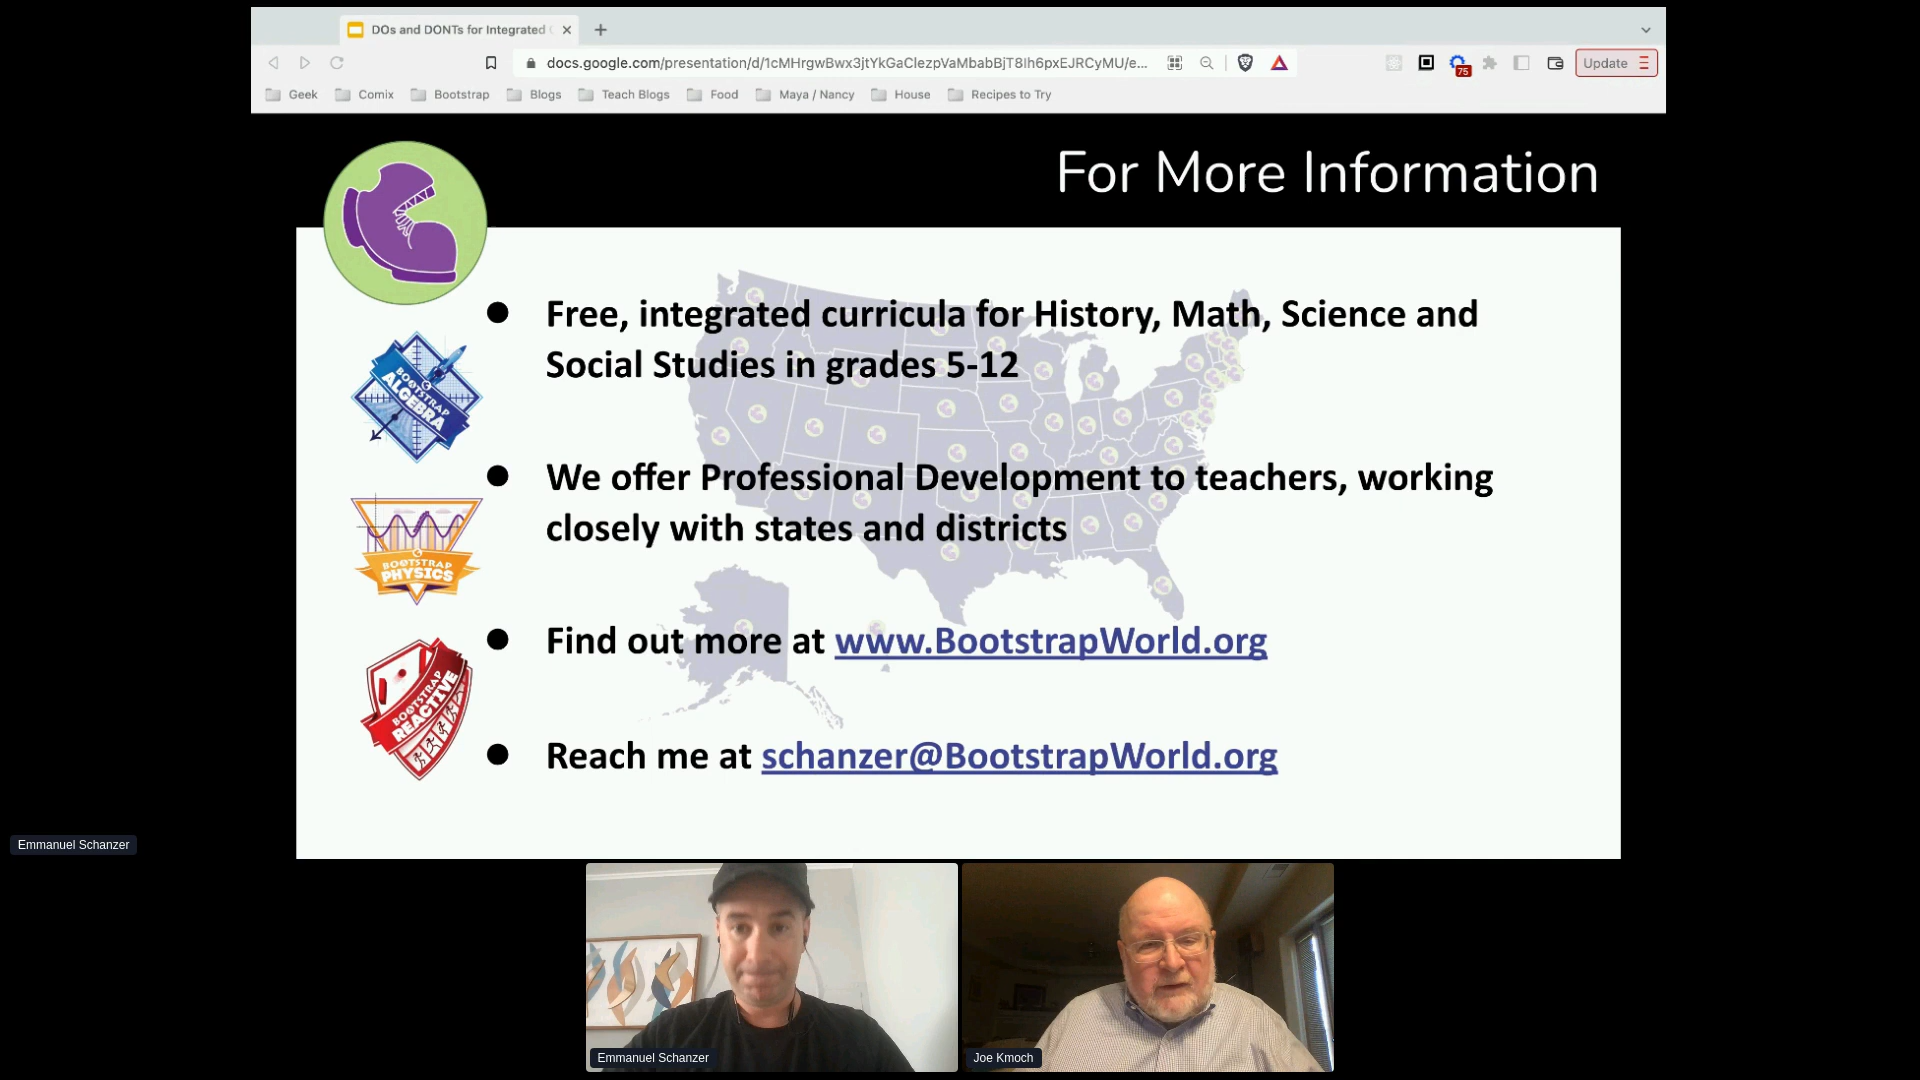 DOs and DONTs for Integrated
docs.google.com/presentation/d/1cMHrgwBwx3jtYkGaClezpVaMbabBjT8lh6pxEJRCyMU/e...
75
Update
Geek
Comix
Bootstrap
Blogs
Teach Blogs
Food
Maya / Nancy
House
Recipes to Try
For More Information
Free, integrated curricula for History, Math, Science and
Social Studies in grades 5-12
BOOTSTRAP
ALGEBRA
We offer Professional Development to teachers, working
closely with states and districts
BOOTSTRAP
PHYSICS
Find out more at www.BootstrapWorld.org
BOOTSTRAP
REACTIVE
Reach me at schanzer@BootstrapWorld.org
Emmanuel Schanzer
Emmanuel Schanzer
Joe Kmoch